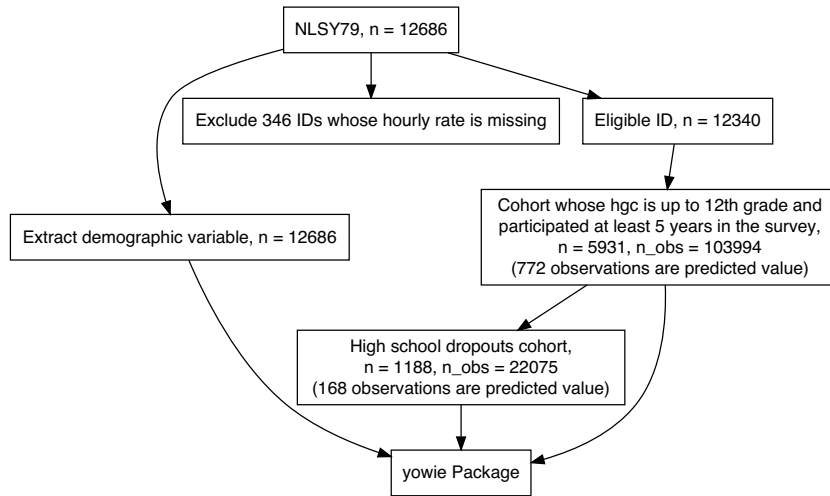 NLSY79, n = 12686
Exclude 346 IDs whose hourly rate is missing
Eligible ID, n = 12340
Extract demographic variable, n = 12686
Cohort whose hgc is up to 12th grade and
participated at least 5 years in the survey,
n = 5931, n_obs = 103994
(772 observations are predicted value)
High school dropouts cohort,
n = 1188, n_obs = 22075
(168 observations are predicted value)
yowie Package